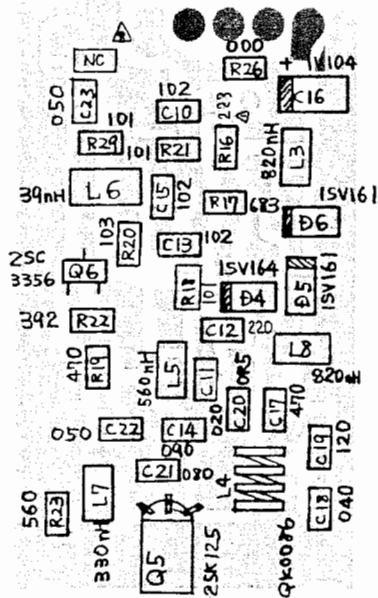 000
NC
R26
+ 1V104
C16
050
C23
102
C10
223
101
R29
101
R21
R16
820nH
L3
39nH
L6
C15
102
R17
683
1SV161
D6
103
R20
C13
102
2SC
3356
Q6
R18
101
1SV164
D4
D5
1SV161
392
R22
C12
220
L8
820nH
470
R19
560nH
L5
C11
020
0R5
C20
C17
470
050
C22
C14
090
C21
080
L4
C19
120
560
R23
L7
330nH
Q5
2SK125
QK0086
C18
040